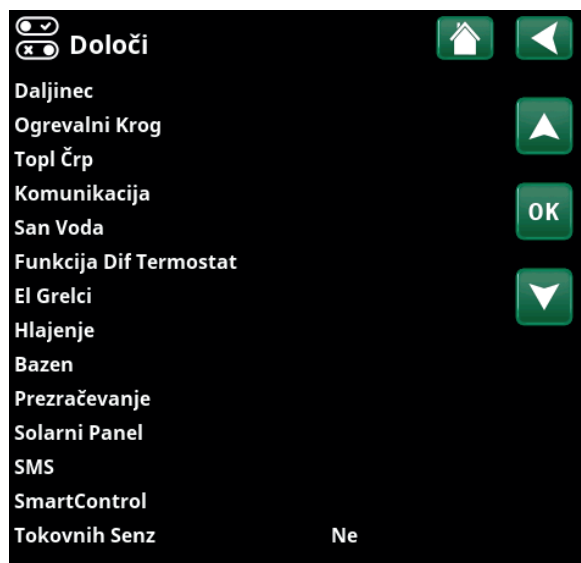 Določi
Daljinec
Ogrevalni Krog
Topl Črp
Komunikacija
San Voda
OK
Funkcija Dif Termostat
El Grelci
Hlajenje
Bazen
Prezračevanje
Solarni Panel
SMS
SmartControl
Tokovnih Senz Ne